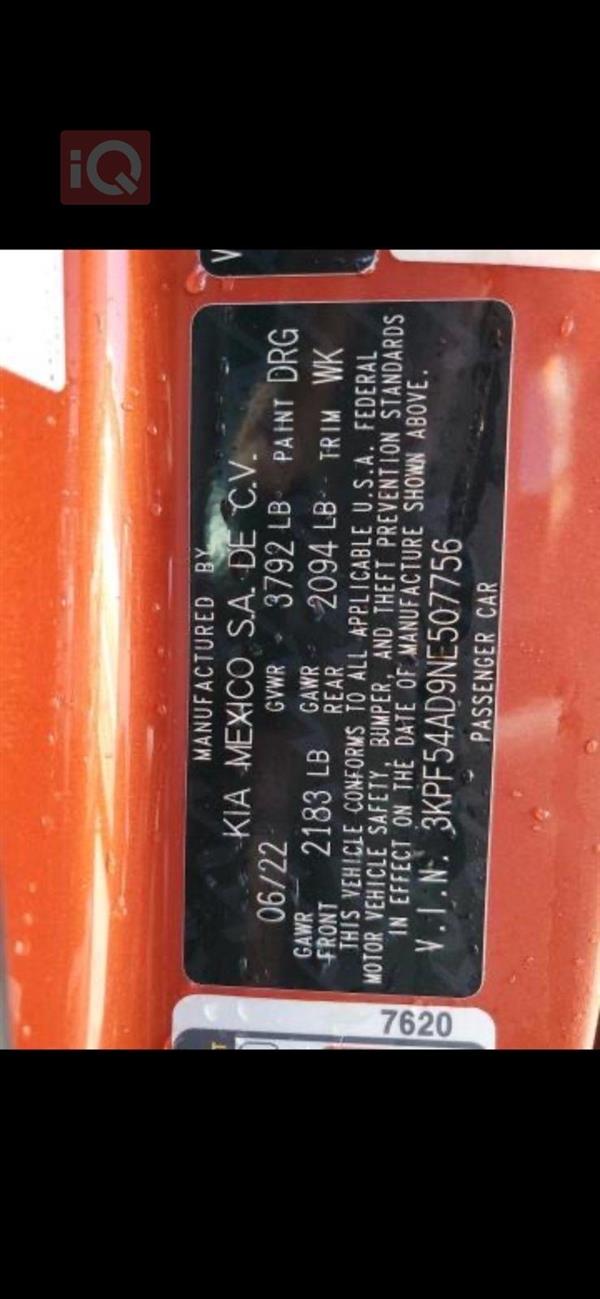 iQ
V
MANUFACTURED BY
KIA MEXICO S.A. DE C.V.
06/22 GVWR 3792 LB PAINT DRG
GAWR FRONT 2183 LB GAWR REAR 2094 LB TRIM WK
THIS VEHICLE CONFORMS TO ALL APPLICABLE U.S.A. FEDERAL
MOTOR VEHICLE SAFETY, BUMPER, AND THEFT PREVENTION STANDARDS
IN EFFECT ON THE DATE OF MANUFACTURE SHOWN ABOVE.
V.I.N. 3KPF54AD9NE507756
PASSENGER CAR
7620